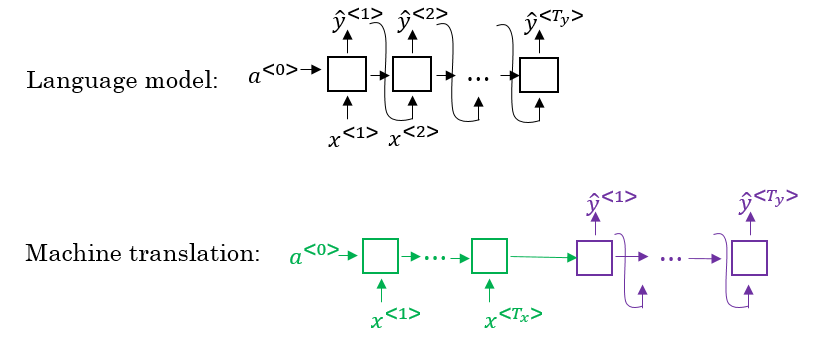 ŷ<1> ŷ<2> ŷ<Ty>
Language model: a<0> ...
x<1> x<2>
ŷ<1> ŷ<Ty>
Machine translation: a<0> ... ...
x<1> x<Tx>